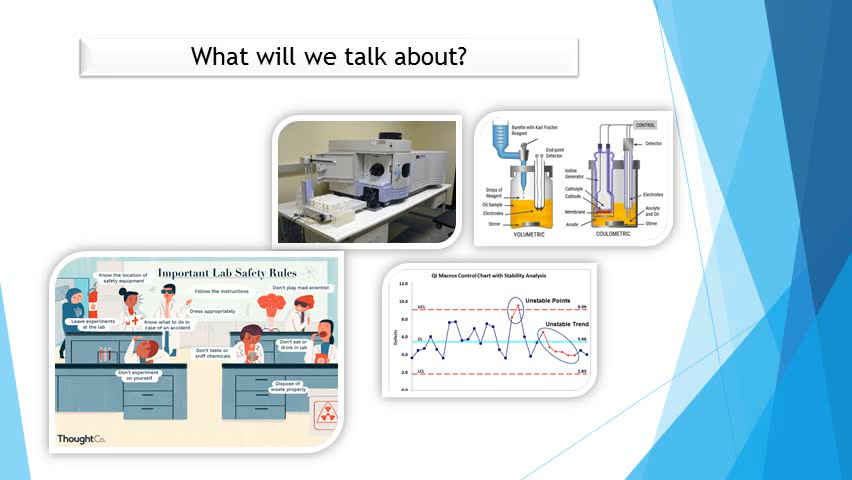 What will we talk about?
Burette with Karl Fischer
Reagent
End-point
Detector
Drops of
Reagent
Oil Sample
Electrodes
Stirrer
VOLUMETRIC
CONTROL
Detector
Iodine
Generator
Catholyte
Cathode
Membrane
Anode
Electrodes
Anolyte
and Oil
Stirrer
COULOMETRIC
Important Lab Safety Rules
Know the location of
safety equipment
Follow the instructions
Don't play mad scientist
Dress appropriately
Leave experiments
at the lab
Know what to do in
case of an accident
Don't taste or
sniff chemicals
Don't eat or
drink in lab
Don't experiment
on yourself
Dispose of
waste properly
ThoughtCo.
QI Macros Control Chart with Stability Analysis
12.0
10.0
8.0
6.0
4.0
2.0
0.0
Defects
UCL
9.09
Unstable Points
Unstable Trend
CL
5.46
LCL
1.83